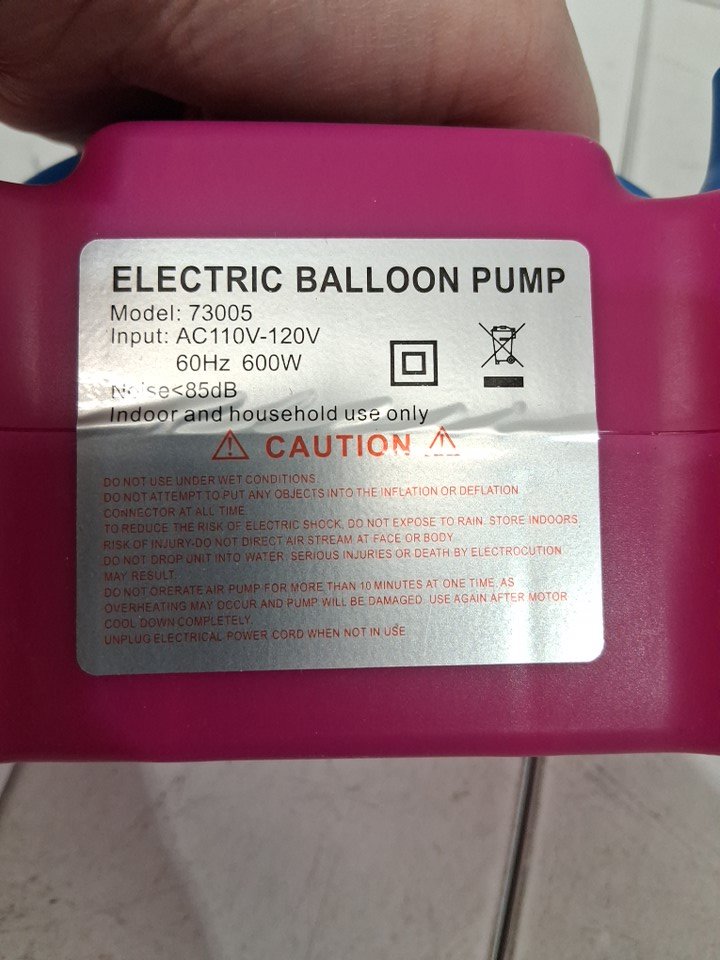 ELECTRIC BALLOON PUMP
Model: 73005
Input: AC110V-120V
60Hz 600W
Noise<85dB
Indoor and household use only
CAUTION
DO NOT USE UNDER WET CONDITIONS
DO NOT ATTEMPT TO PUT ANY OBJECTS INTO THE INFLATION OR DEFLATION
CONNECTOR AT ALL TIME.
TO REDUCE THE RISK OF ELECTRIC SHOCK, DO NOT EXPOSE TO RAIN. STORE INDOORS
RISK OF INJURY-DO NOT DIRECT AIR STREAM AT FACE OR BODY
DO NOT DROP UNIT INTO WATER, SERIOUS INJURIES OR DEATH BY ELECTROCUTION
MAY RESULT.
DO NOT ORERATE AIR PUMP FOR MORE THAN 10 MINUTES AT ONE TIME, AS
OVERHEATING MAY OCCUR AND PUMP WILL BE DAMAGED. USE AGAIN AFTER MOTOR
COOL DOWN COMPLETELY.
UNPLUG ELECTRICAL POWER CORD WHEN NOT IN USE